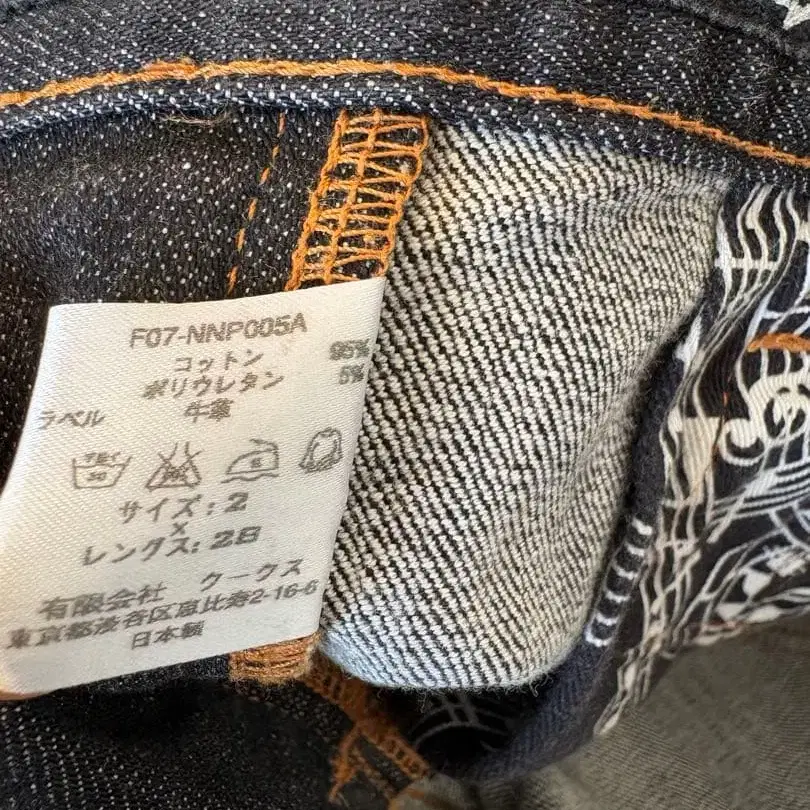 F07-NNP005A
コットン 95%
ポリウレタン 5%
ラベル 牛革
サイズ:2
×
レングス:28
有限会社 クークス
東京都渋谷区恵比寿2-16-6
日本製